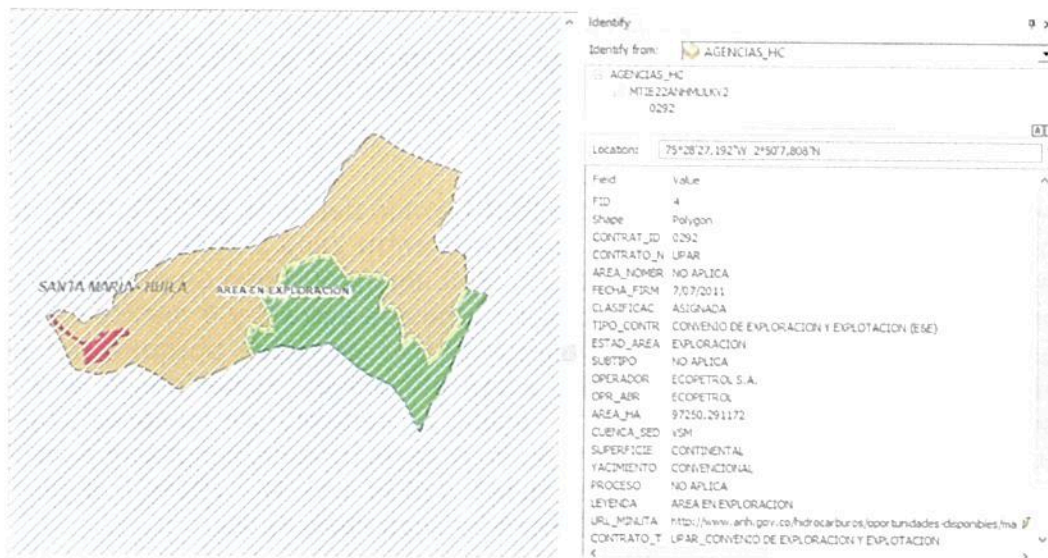 SANTA MARIA - HUILA
AREA EN EXPLORACION
Identify
Identify from:
AGENCIAS_HC
AGENCIAS_HC
0292
Location: 75°28'27,192"W 2°50'7,808"N
Field Value
FID 4
Shape Polygon
CONTRAT_ID 0292
CONTRATO_N UPAR
AREA_NOMBR NO APLICA
FECHA_FIRM 7/07/2011
CLASIFICAC ASIGNADA
TIPO_CONTR CONVENIO DE EXPLORACION Y EXPLOTACION (E&E)
ESTAD_AREA EXPLORACION
SUBTIPO NO APLICA
OPERADOR ECOPETROL S.A.
OPR_ABR ECOPETROL
AREA_HA 97250.291172
CUENCA_SED VSM
SUPERFICIE CONTINENTAL
YACIMIENTO CONVENCIONAL
PROCESO NO APLICA
LEYENDA AREA EN EXPLORACION
URL_MINUTA http://www.anh.gov.co/hidrocarburos/oportunidades-disponibles/ma
CONTRATO_T UPAR_CONVENIO DE EXPLORACION Y EXPLOTACION